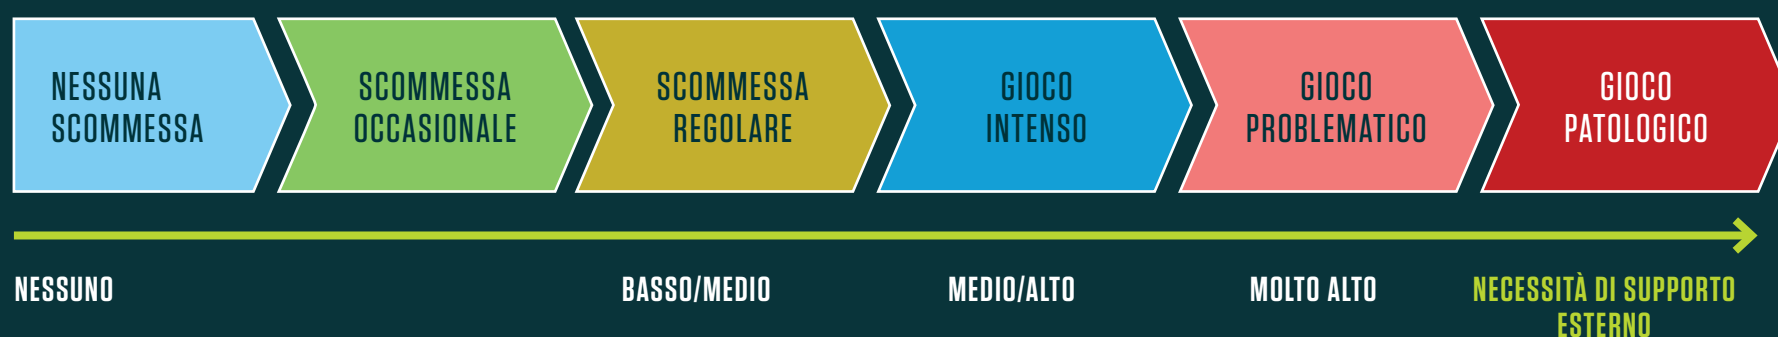 NESSUNA
SCOMMESSA
SCOMMESSA
OCCASIONALE
SCOMMESSA
REGOLARE
GIOCO
INTENSO
GIOCO
PROBLEMATICO
GIOCO
PATOLOGICO
NESSUNO
BASSO/MEDIO
MEDIO/ALTO
MOLTO ALTO
NECESSITÀ DI SUPPORTO
ESTERNO